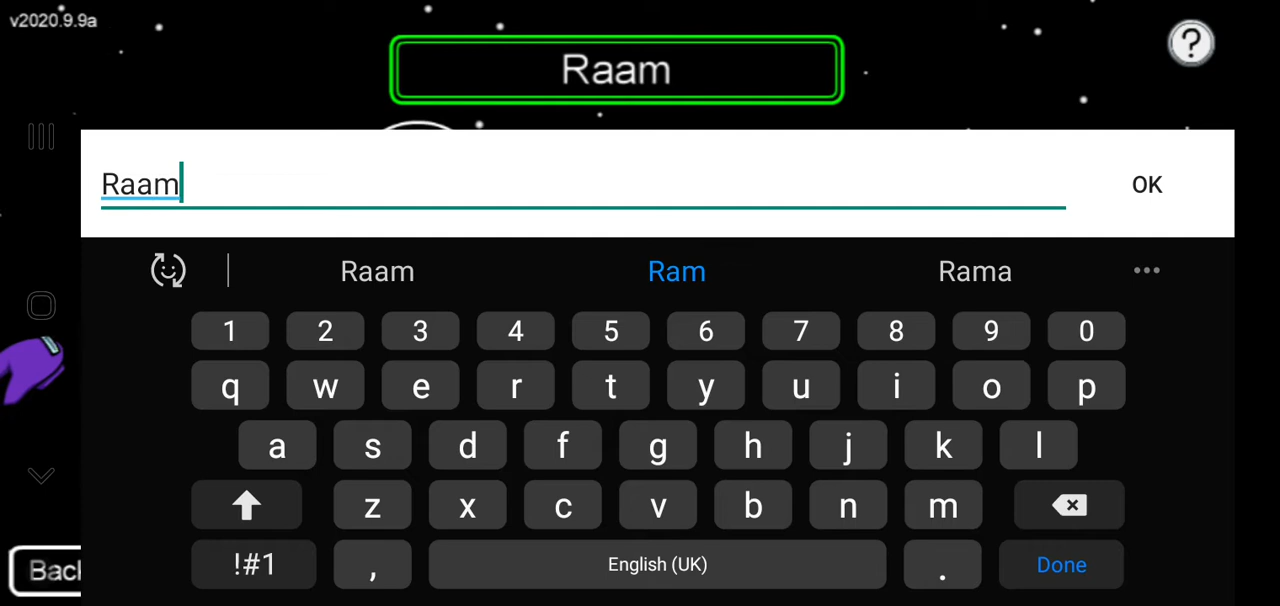 v2020.9.9a
Raam
?
Raam
OK
Raam Ram Rama
1 2 3 4 5 6 7 8 9 0
q w e r t y u i o p
a s d f g h j k l
z x c v b n m
!#1 , English (UK) . Done
Bac